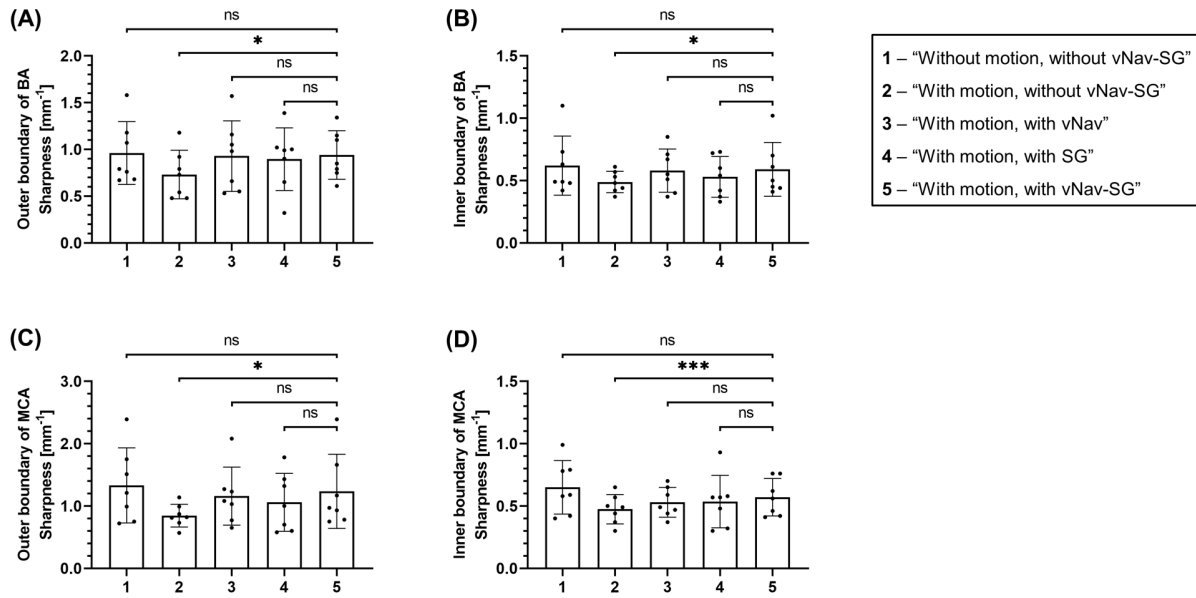 (A)
ns
*
ns
ns
Outer boundary of BA
Sharpness [mm⁻¹]
2.0
1.5
1.0
0.5
0.0
1 2 3 4 5
(B)
ns
*
ns
ns
Inner boundary of BA
Sharpness [mm⁻¹]
1.5
1.0
0.5
0.0
1 2 3 4 5
1 – “Without motion, without vNav-SG”
2 – “With motion, without vNav-SG”
3 – “With motion, with vNav”
4 – “With motion, with SG”
5 – “With motion, with vNav-SG”
(C)
ns
*
ns
ns
Outer boundary of MCA
Sharpness [mm⁻¹]
3.0
2.0
1.0
0.0
1 2 3 4 5
(D)
ns
***
ns
ns
Inner boundary of MCA
Sharpness [mm⁻¹]
1.5
1.0
0.5
0.0
1 2 3 4 5